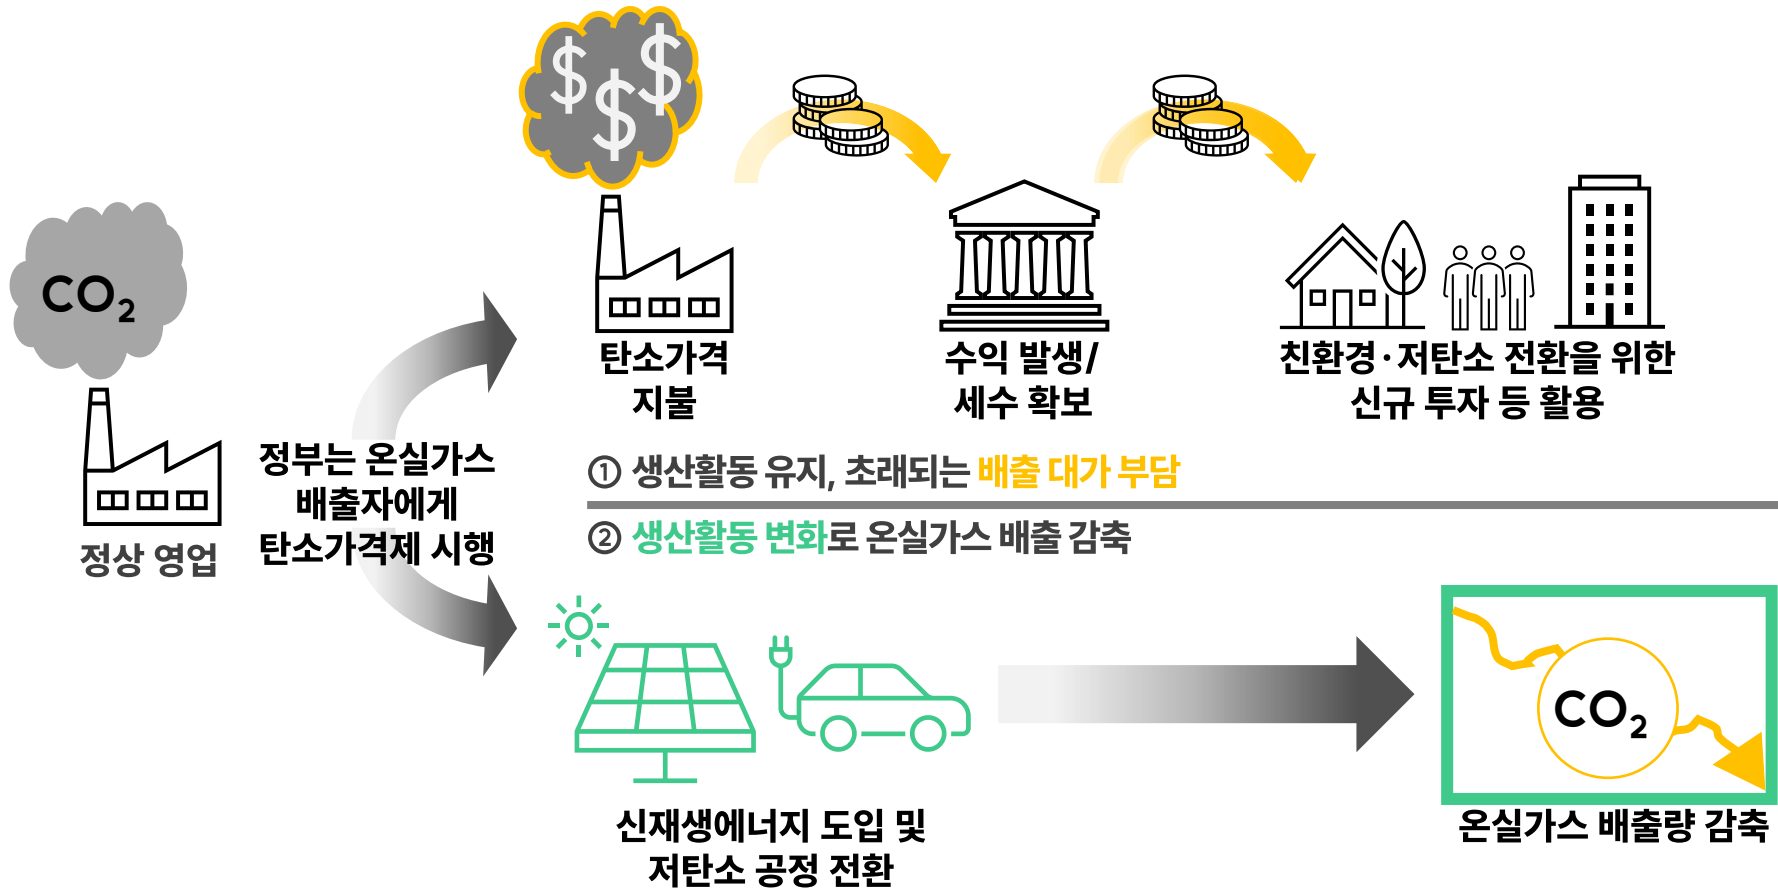 CO₂
정상 영업
정부는 온실가스
배출자에게
탄소가격제 시행
$ $ $
탄소가격
지불
수익 발생/
세수 확보
친환경·저탄소 전환을 위한
신규 투자 등 활용
① 생산활동 유지, 초래되는 배출 대가 부담
② 생산활동 변화로 온실가스 배출 감축
신재생에너지 도입 및
저탄소 공정 전환
CO₂
온실가스 배출량 감축